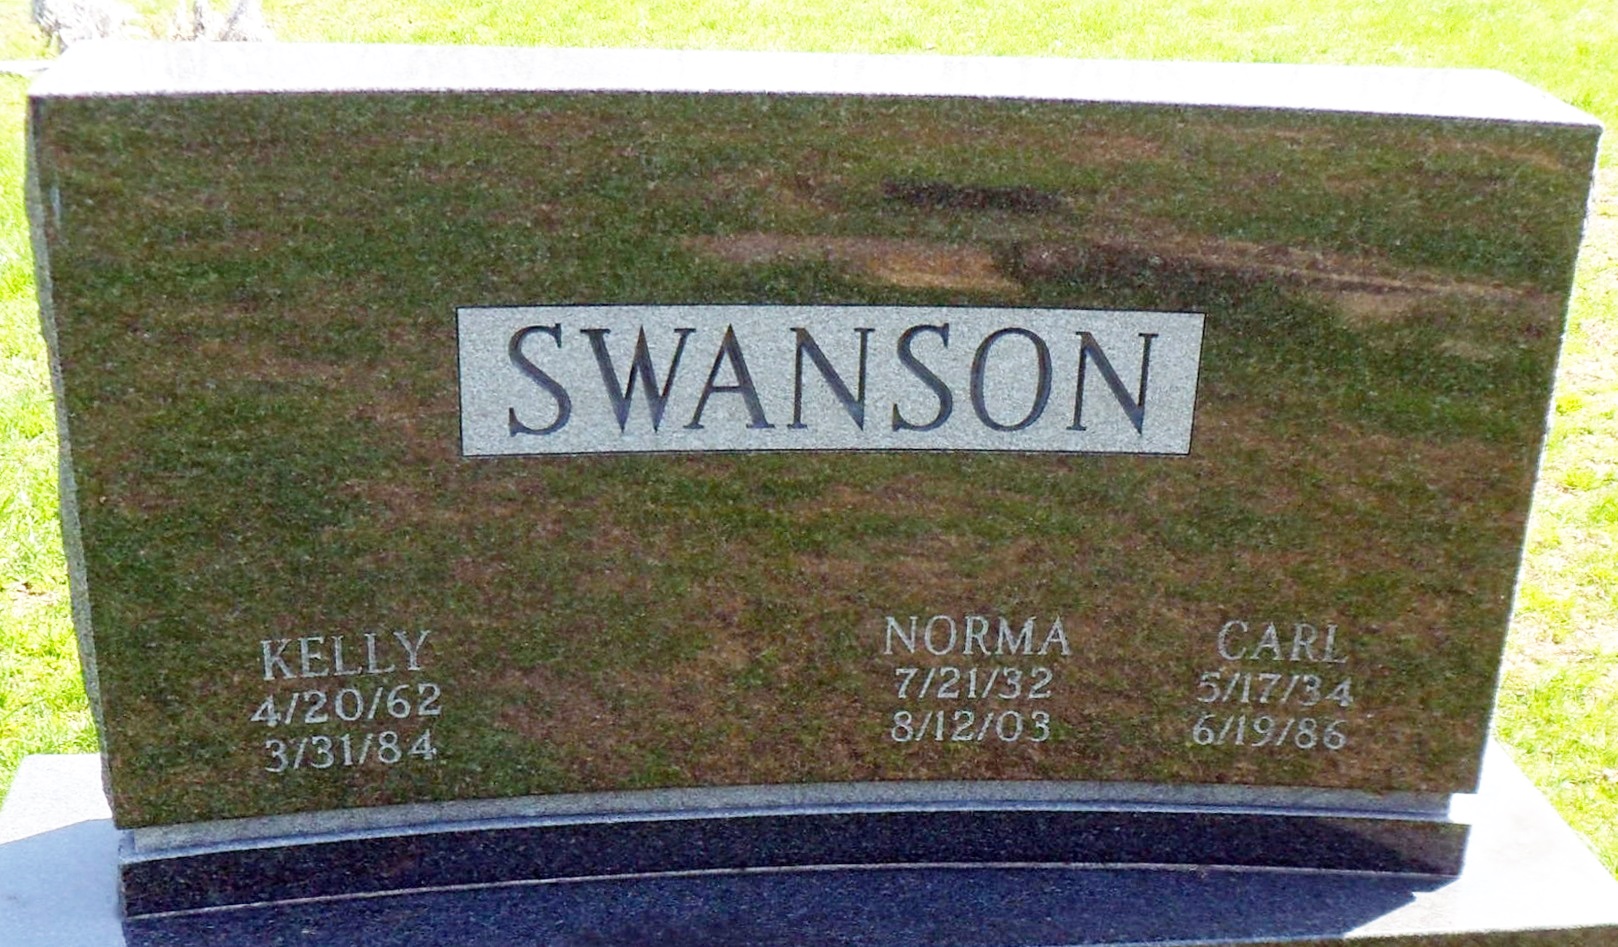 SWANSON
KELLY
4/20/62
3/31/84
NORMA
7/21/32
8/12/03
CARL
5/17/34
6/19/86